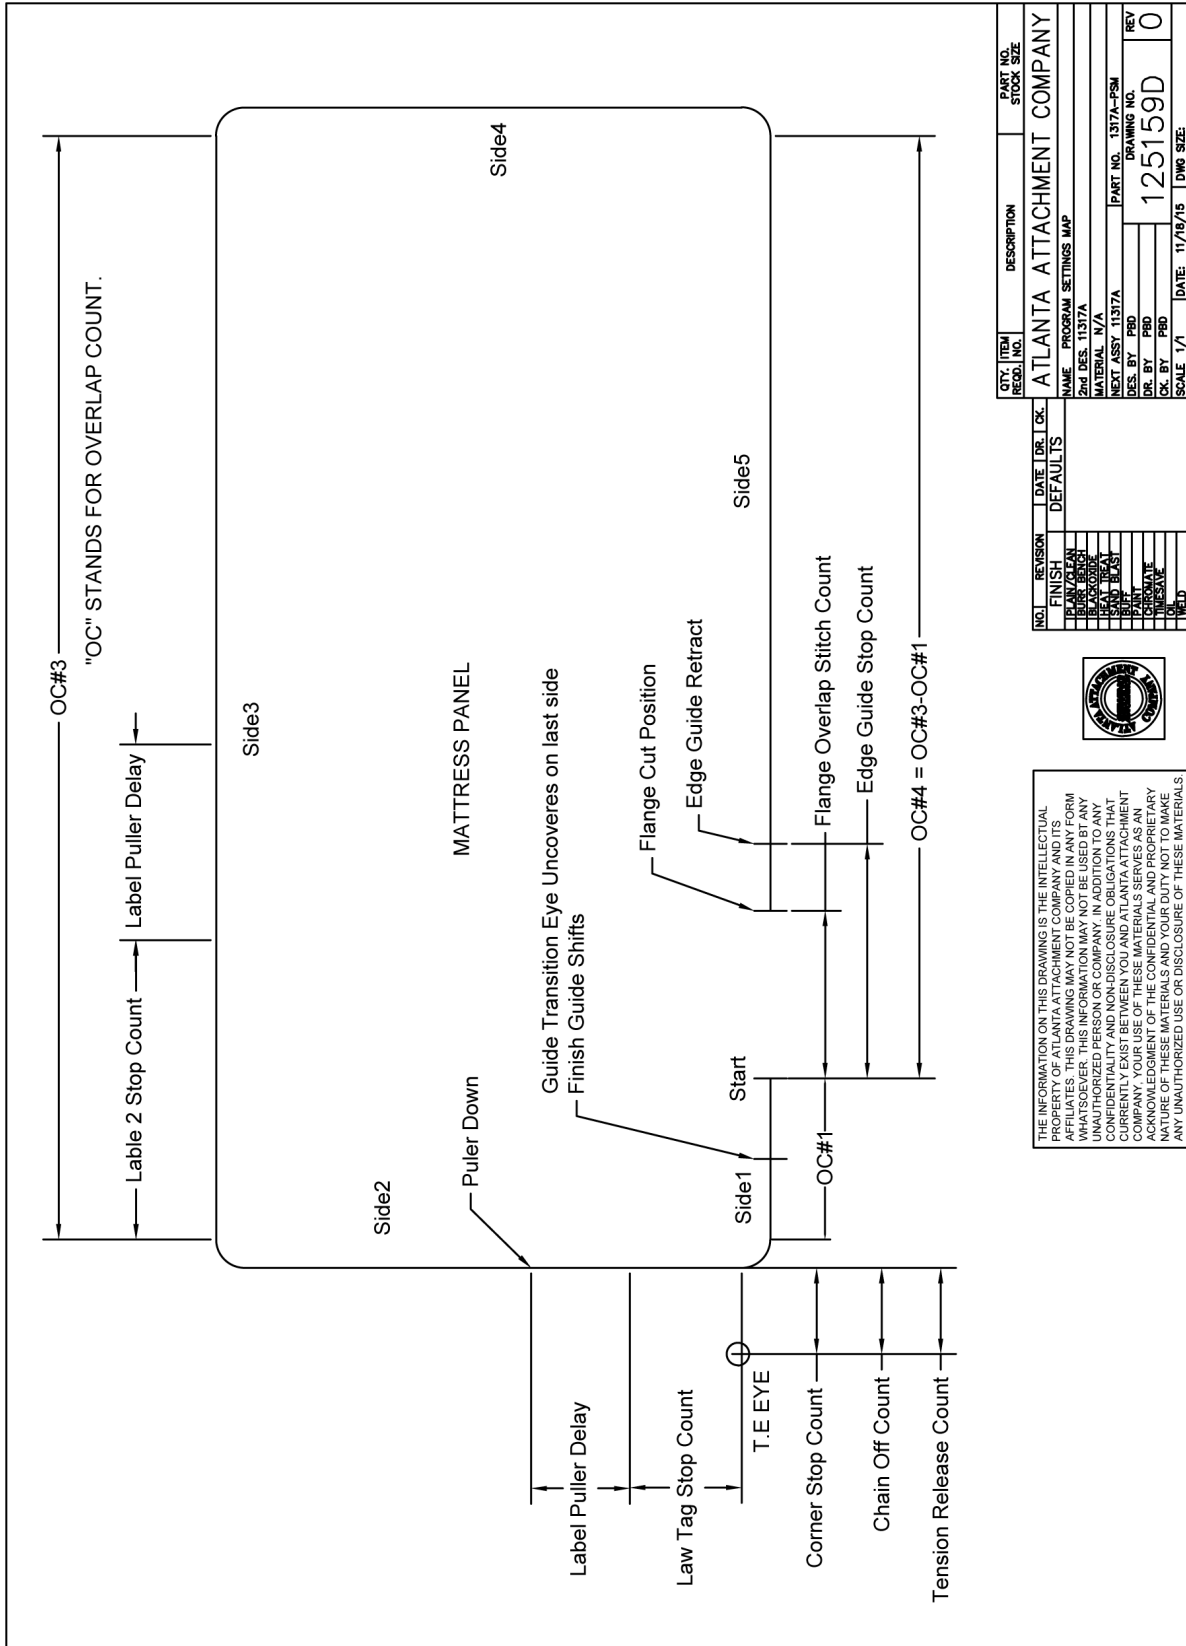 OC#3
"OC" STANDS FOR OVERLAP COUNT.
Lable 2 Stop Count
Label Puller Delay
Side3
Side4
Side2
MATTRESS PANEL
Puler Down
Guide Transition Eye Uncoveres on last side
Finish Guide Shifts
Flange Cut Position
Edge Guide Retract
Side1
Start
Side5
Label Puller Delay
Law Tag Stop Count
T.E EYE
OC#1
Flange Overlap Stitch Count
Edge Guide Stop Count
OC#4 = OC#3-OC#1
Corner Stop Count
Chain Off Count
Tension Release Count
THE INFORMATION ON THIS DRAWING IS THE INTELLECTUAL
PROPERTY OF ATLANTA ATTACHMENT COMPANY AND ITS
AFFILIATES. THIS DRAWING MAY NOT BE COPIED IN ANY FORM
WHATSOEVER. THIS INFORMATION MAY NOT BE USED BT ANY
UNAUTHORIZED PERSON OR COMPANY. IN ADDITION TO ANY
CONFIDENTIALITY AND NON-DISCLOSURE OBLIGATIONS THAT
CURRENTLY EXIST BETWEEN YOU AND ATLANTA ATTACHMENT
COMPANY, YOUR USE OF THESE MATERIALS SERVES AS AN
ACKNOWLEDGMENT OF THE CONFIDENTIAL AND PROPRIETARY
NATURE OF THESE MATERIALS AND YOUR DUTY NOT TO MAKE
ANY UNAUTHORIZED USE OR DISCLOSURE OF THESE MATERIALS.
ATLANTA ATTACHMENT COMPANY
NO. REVISION DATE DR. CK.
FINISH DEFAULTS
PLAIN/CLEAN
BURR BENCH
BLACKOXIDE
HEAT TREAT
SAND BLAST
BUFF
PAINT
CHROMATE
TIMESAVE
OIL
WELD
QTY. REQD. ITEM NO. DESCRIPTION PART NO. STOCK SIZE
ATLANTA ATTACHMENT COMPANY
NAME PROGRAM SETTINGS MAP
2nd DES. 11317A
MATERIAL N/A
NEXT ASSY 11317A PART NO. 1317A-PSM
DES. BY PBD DRAWING NO. REV
DR. BY PBD 125159D 0
CK. BY PBD
SCALE 1/1 DATE: 11/18/15 DWG SIZE: